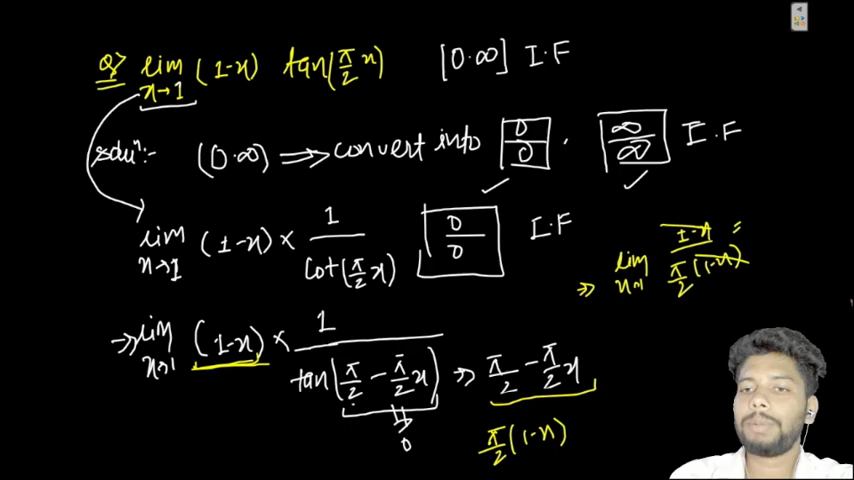 Q> lim x→1 (1-x) tan(π/2 x) [0.∞] I.F
solun:- (0.∞) ⇒ convert into 0/0 . ∞/∞ I.F
lim x→1 (1-x) × 1/cot(π/2 x) 0/0 I.F
⇒ lim x→1 1-x / π/2 (1-x) =
→ lim x→1 (1-x) × 1/tan(π/2 - π/2 x) ⇒ π/2 - π/2 x
0
π/2 (1-x)